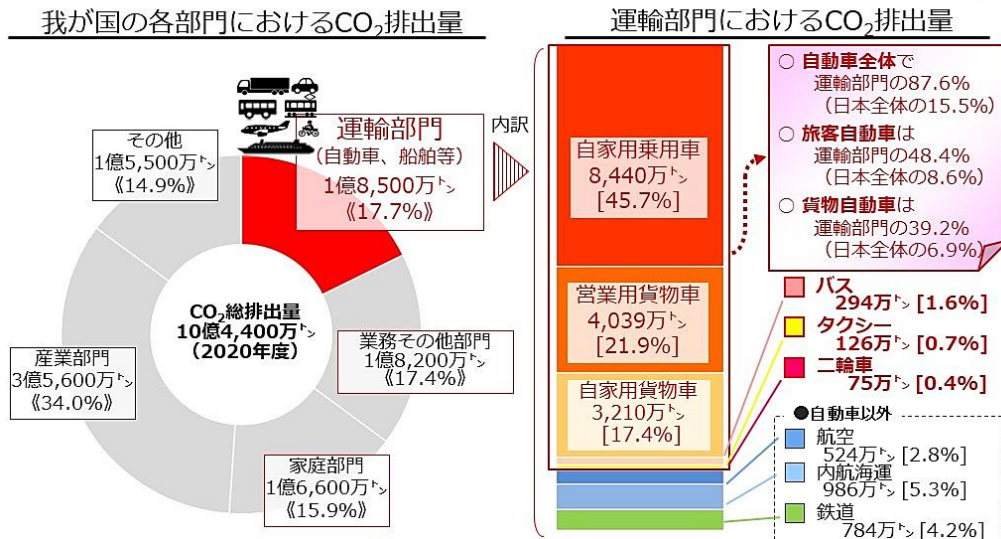 我が国の各部門におけるCO₂排出量
その他
1億5,500万㌧
《14.9%》
運輸部門
(自動車、船舶等)
1億8,500万㌧
《17.7%》
CO₂総排出量
10億4,400万㌧
(2020年度)
産業部門
3億5,600万㌧
《34.0%》
業務その他部門
1億8,200万㌧
《17.4%》
家庭部門
1億6,600万㌧
《15.9%》
内訳
運輸部門におけるCO₂排出量
自家用乗用車
8,440万㌧
[45.7%]
営業用貨物車
4,039万㌧
[21.9%]
自家用貨物車
3,210万㌧
[17.4%]
○ 自動車全体で
運輸部門の87.6%
(日本全体の15.5%)
○ 旅客自動車は
運輸部門の48.4%
(日本全体の8.6%)
○ 貨物自動車は
運輸部門の39.2%
(日本全体の6.9%)
バス
294万㌧ [1.6%]
タクシー
126万㌧ [0.7%]
二輪車
75万㌧ [0.4%]
●自動車以外
航空
524万㌧ [2.8%]
内航海運
986万㌧ [5.3%]
鉄道
784万㌧ [4.2%]